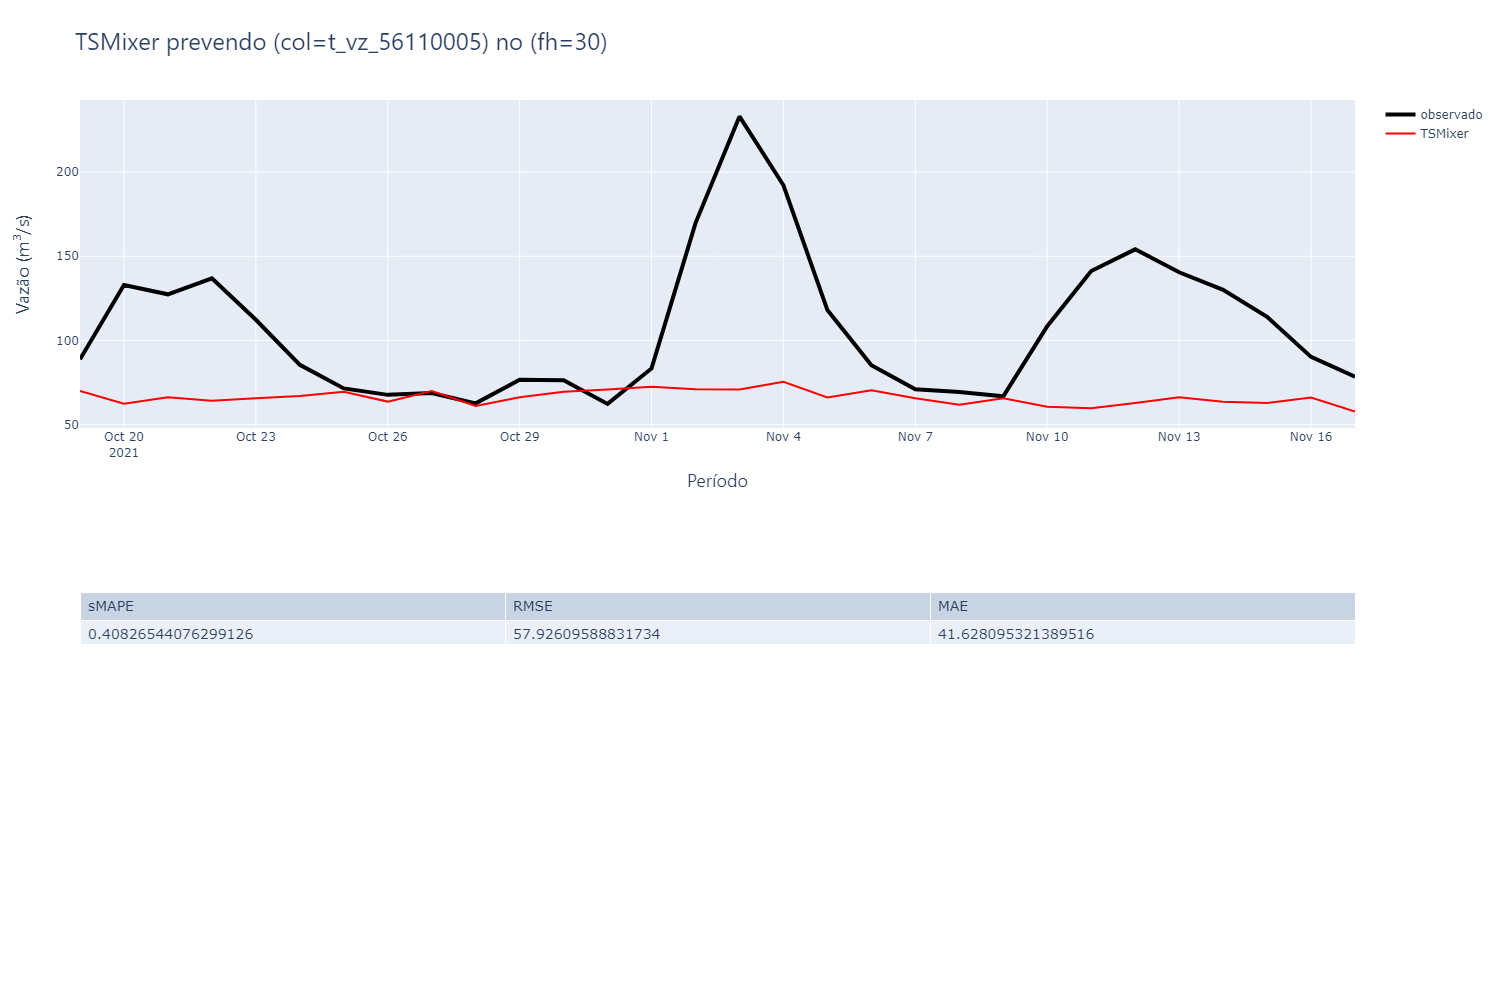 TSMixer prevendo (col=t_vz_56110005) no (fh=30)
observado
TSMixer
Vazão (m³/s)
200
150
100
50
Oct 20
2021
Oct 23
Oct 26
Oct 29
Nov 1
Nov 4
Nov 7
Nov 10
Nov 13
Nov 16
Período
sMAPE RMSE MAE
0.40826544076299126 57.92609588831734 41.628095321389516